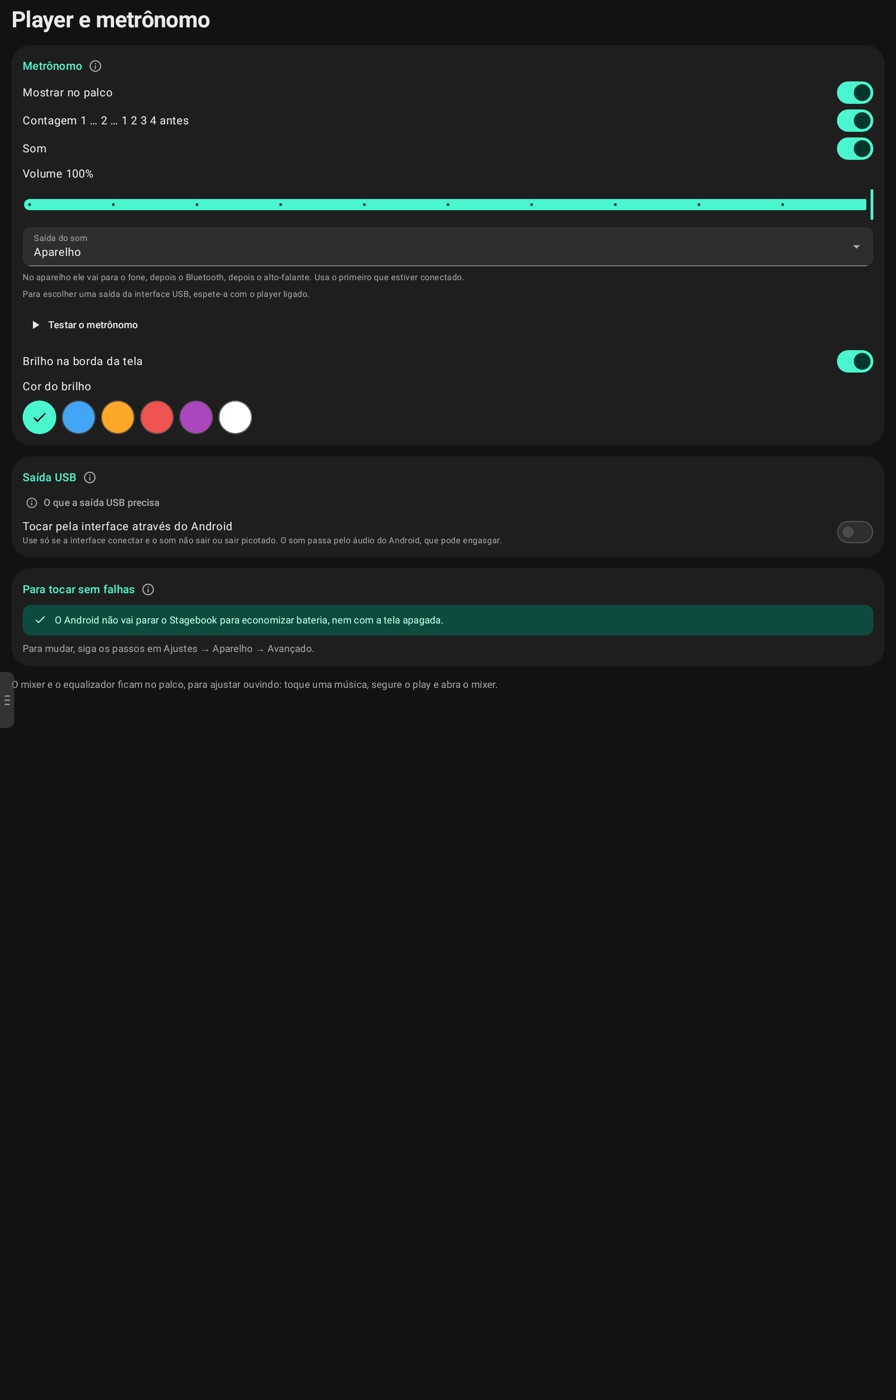 Player e metrônomo
Metrônomo
Mostrar no palco
Contagem 1 … 2 … 1 2 3 4 antes
Som
Volume 100%
Saída do som
Aparelho
No aparelho ele vai para o fone, depois o Bluetooth, depois o alto-falante. Usa o primeiro que estiver conectado.
Para escolher uma saída da interface USB, espete-a com o player ligado.
Testar o metrônomo
Brilho na borda da tela
Cor do brilho
Saída USB
O que a saída USB precisa
Tocar pela interface através do Android
Use só se a interface conectar e o som não sair ou sair picotado. O som passa pelo áudio do Android, que pode engasgar.
Para tocar sem falhas
O Android não vai parar o Stagebook para economizar bateria, nem com a tela apagada.
Para mudar, siga os passos em Ajustes → Aparelho → Avançado.
O mixer e o equalizador ficam no palco, para ajustar ouvindo: toque uma música, segure o play e abra o mixer.